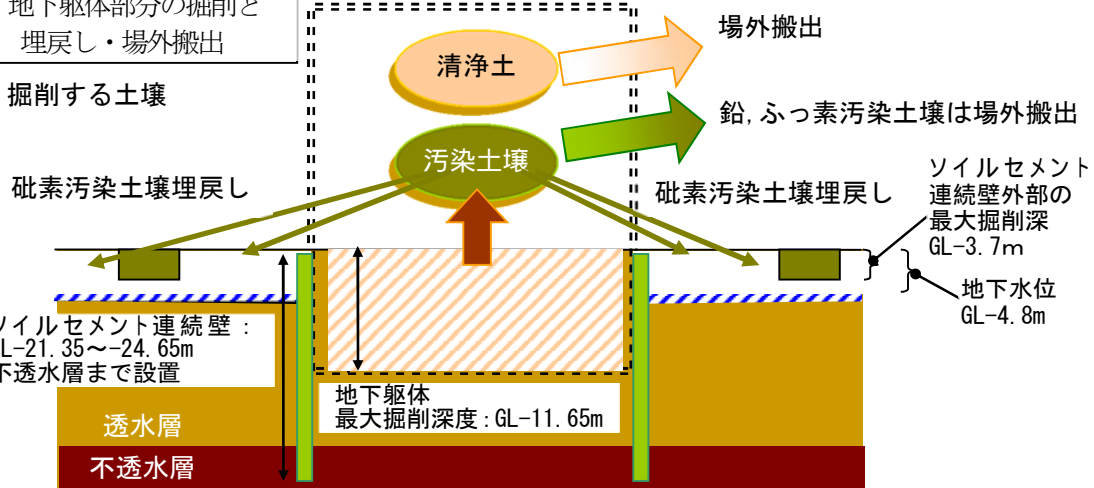 地下躯体部分の掘削と
埋戻し・場外搬出
掘削する土壌
清浄土
場外搬出
汚染土壌
鉛,ふっ素汚染土壌は場外搬出
砒素汚染土壌埋戻し
砒素汚染土壌埋戻し
ソイルセメント
連続壁外部の
最大掘削深
GL-3.7m
地下水位
GL-4.8m
ソイルセメント連続壁:
GL-21.35～-24.65m
不透水層まで設置
地下躯体
最大掘削深度:GL-11.65m
透水層
不透水層